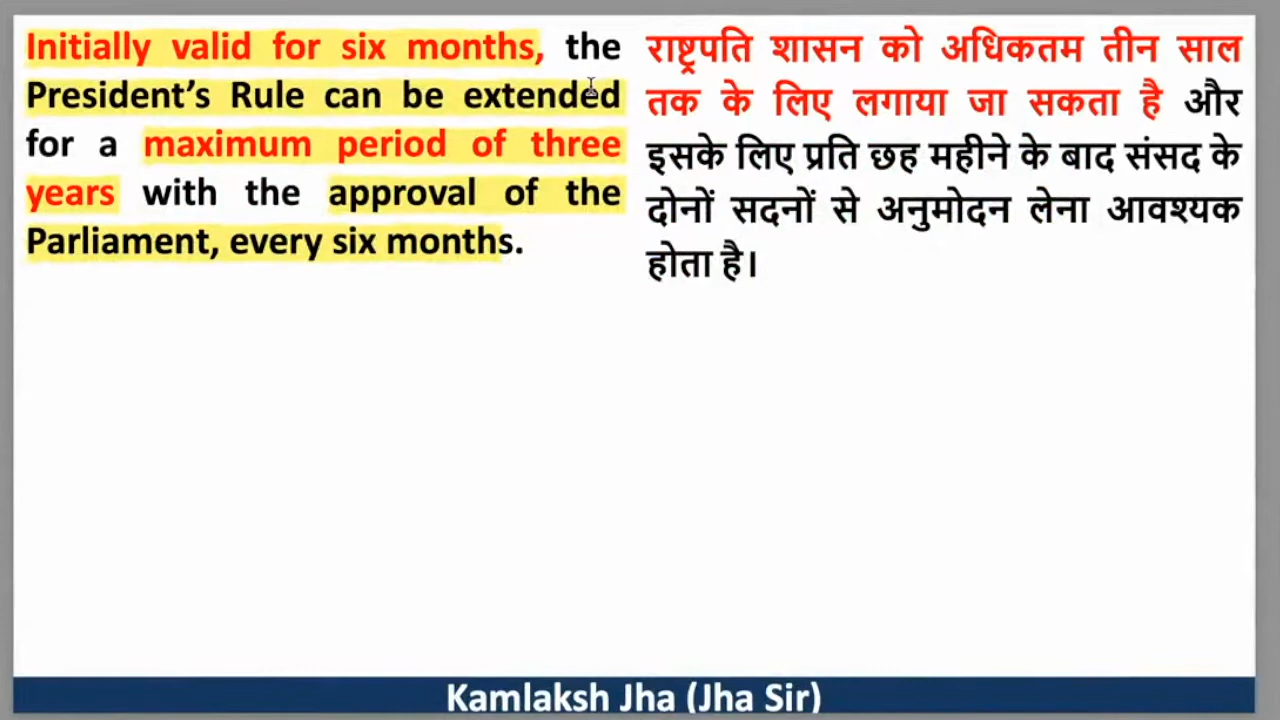 Initially valid for six months, the
President’s Rule can be extended
for a maximum period of three
years with the approval of the
Parliament, every six months.
राष्ट्रपति शासन को अधिकतम तीन साल
तक के लिए लगाया जा सकता है और
इसके लिए प्रति छह महीने के बाद संसद के
दोनों सदनों से अनुमोदन लेना आवश्यक
होता है।
Kamlaksh Jha (Jha Sir)